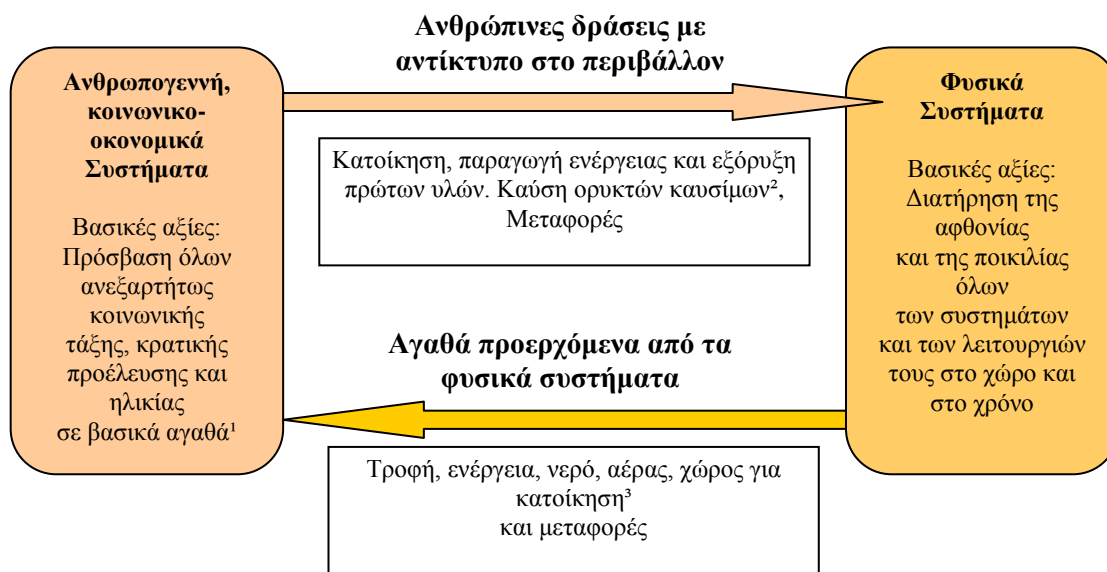 Ανθρώπινες δράσεις με
αντίκτυπο στο περιβάλλον
Ανθρωπογεννή,
κοινωνικο-
οκονομικά
Συστήματα
Βασικές αξίες:
Πρόσβαση όλων
ανεξαρτήτως
κοινωνικής
τάξης, κρατικής
προέλευσης και
ηλικίας
σε βασικά αγαθά¹
Κατοίκηση, παραγωγή ενέργειας και εξόρυξη
πρώτων υλών. Καύση ορυκτών καυσίμων²,
Μεταφορές
Αγαθά προερχόμενα από τα
φυσικά συστήματα
Τροφή, ενέργεια, νερό, αέρας, χώρος για
κατοίκηση³
και μεταφορές
Φυσικά
Συστήματα
Βασικές αξίες:
Διατήρηση της
αφθονίας
και της ποικιλίας
όλων
των συστημάτων
και των λειτουργιών
τους στο χώρο και
στο χρόνο